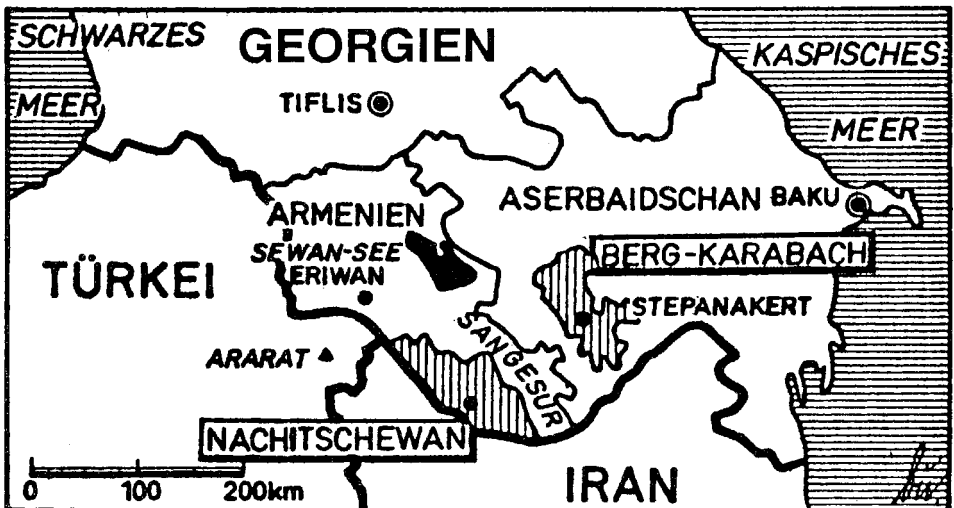 SCHWARZES
MEER
GEORGIEN
TIFLIS
KASPISCHES
MEER
ASERBAIDSCHAN
BAKU
ARMENIEN
SEWAN-SEE
ERIWAN
BERG-KARABACH
TÜRKEI
STEPANAKERT
SANGESUR
ARARAT
NACHITSCHEWAN
IRAN
0 100 200km